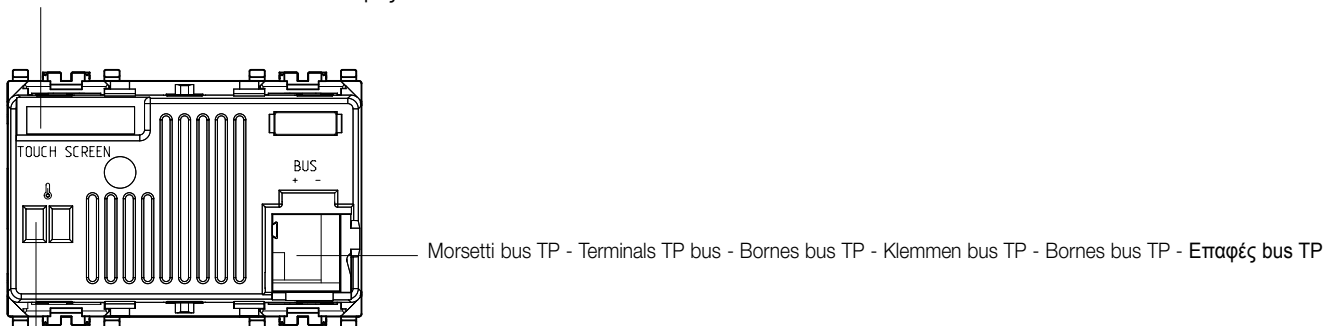 TOUCH SCREEN
BUS
+ -
Morsetti bus TP - Terminals TP bus - Bornes bus TP - Klemmen bus TP - Bornes bus TP - Επαφές bus TP